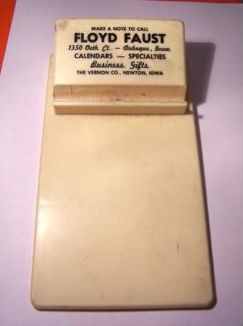 MAKE A NOTE TO CALL
FLOYD FAUST
1350 Oath Ct. — Dubuque, Iowa
CALENDARS — SPECIALTIES
Business Gifts
THE VERNON CO., NEWTON, IOWA